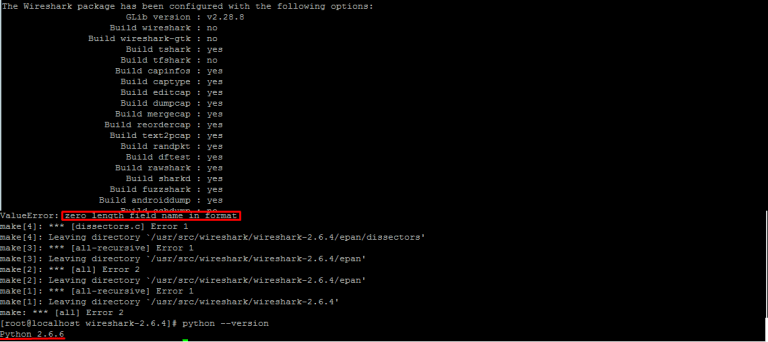 The Wireshark package has been configured with the following options:
GLib version : v2.28.8
Build wireshark : no
Build wireshark-gtk : no
Build tshark : yes
Build tfshark : no
Build capinfos : yes
Build captype : yes
Build editcap : yes
Build dumpcap : yes
Build mergecap : yes
Build reordercap : yes
Build text2pcap : yes
Build randpkt : yes
Build dftest : yes
Build rawshark : yes
Build sharkd : yes
Build fuzzshark : yes
Build androiddump : yes
Build sshdump : no
ValueError: zero length field name in format
make[4]: *** [dissectors.c] Error 1
make[4]: Leaving directory `/usr/src/wireshark/wireshark-2.6.4/epan/dissectors'
make[3]: *** [all-recursive] Error 1
make[3]: Leaving directory `/usr/src/wireshark/wireshark-2.6.4/epan'
make[2]: *** [all] Error 2
make[2]: Leaving directory `/usr/src/wireshark/wireshark-2.6.4/epan'
make[1]: *** [all-recursive] Error 1
make[1]: Leaving directory `/usr/src/wireshark/wireshark-2.6.4'
make: *** [all] Error 2
[root@localhost wireshark-2.6.4]# python --version
Python 2.6.6